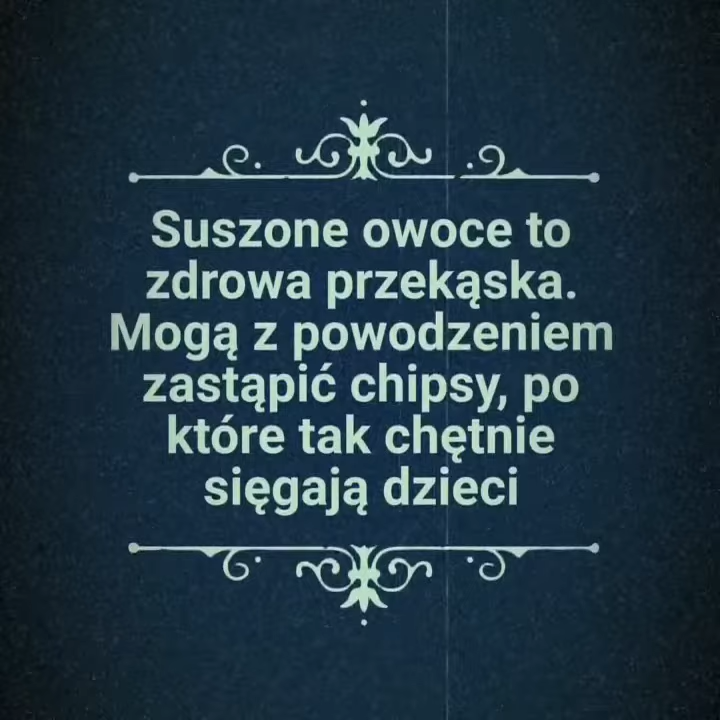 Suszone owoce to
zdrowa przekąska.
Mogą z powodzeniem
zastąpić chipsy, po
które tak chętnie
sięgają dzieci